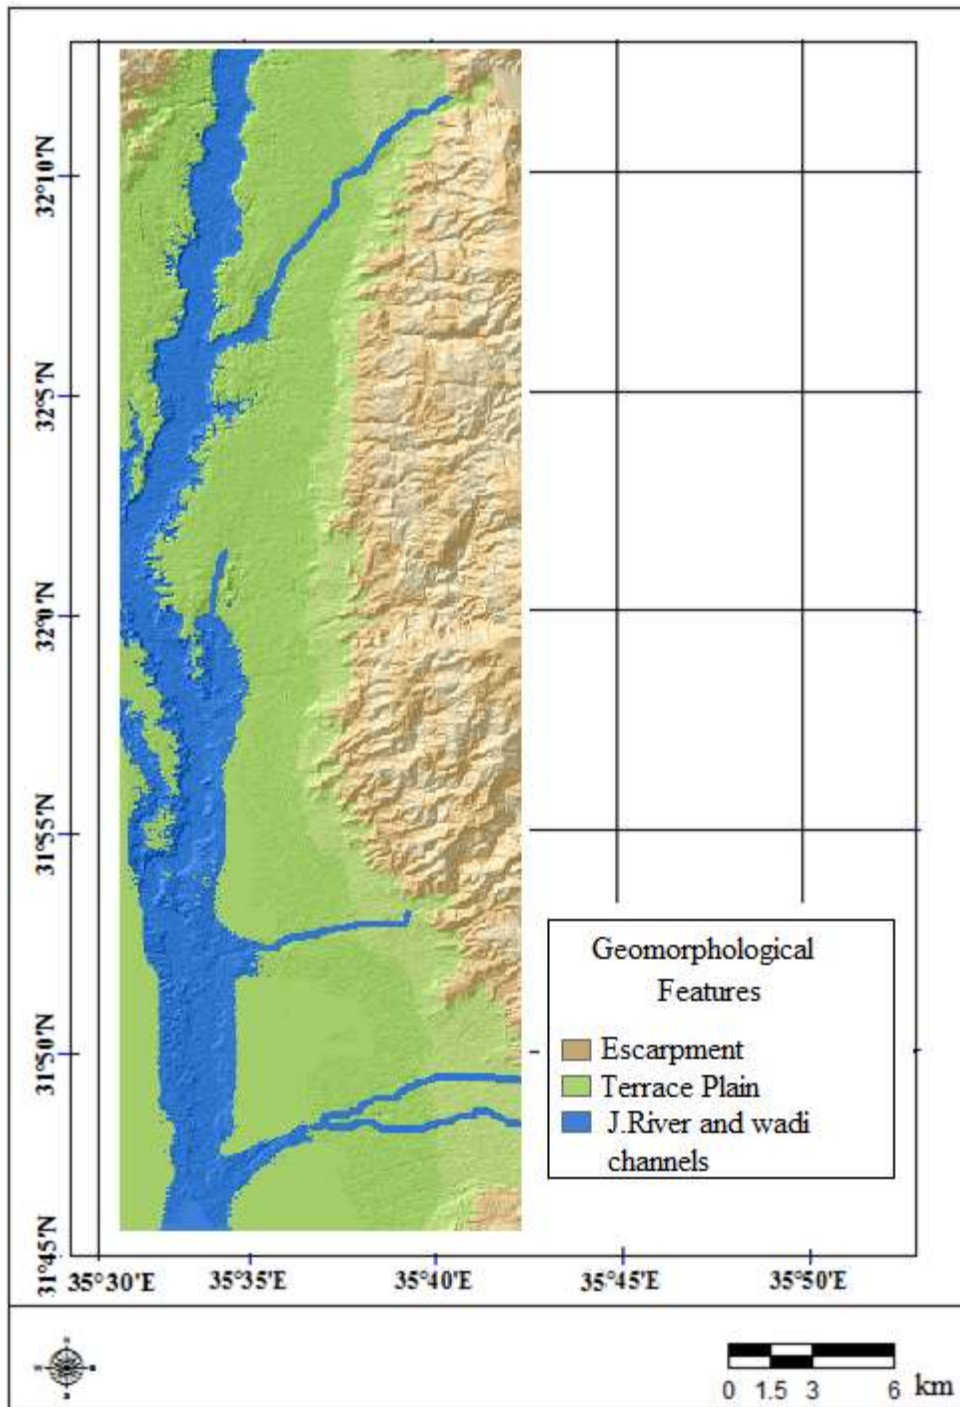 32°10'N
32°5'N
32°0'N
31°55'N
31°50'N
31°45'N
35°30'E 35°35'E 35°40'E 35°45'E 35°50'E
Geomorphological
Features
Escarpment
Terrace Plain
J.River and wadi
channels
0 1.5 3 6 km